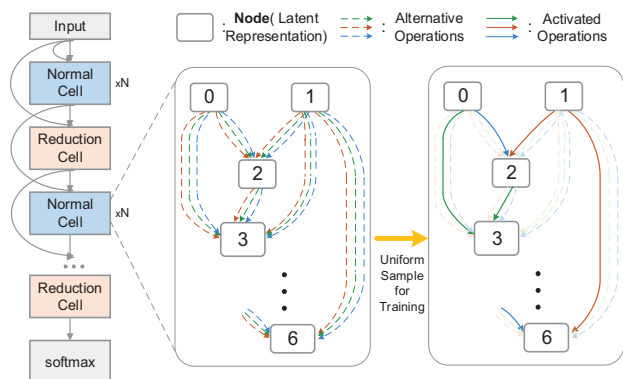 Input
Normal
Cell
xN
Reduction
Cell
Normal
Cell
xN
Reduction
Cell
softmax
: Node( Latent
Representation)
: Alternative
Operations
: Activated
Operations
0
1
2
3
6
Uniform
Sample
for
Training
0
1
2
3
6